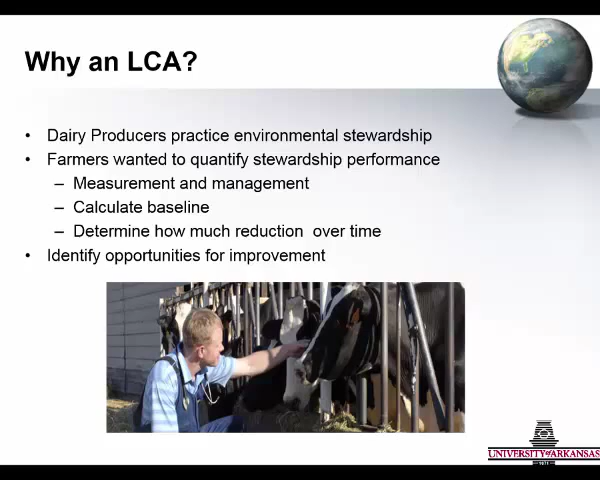 Why an LCA?
• Dairy Producers practice environmental stewardship
• Farmers wanted to quantify stewardship performance
– Measurement and management
– Calculate baseline
– Determine how much reduction over time
• Identify opportunities for improvement
UNIVERSITY of ARKANSAS